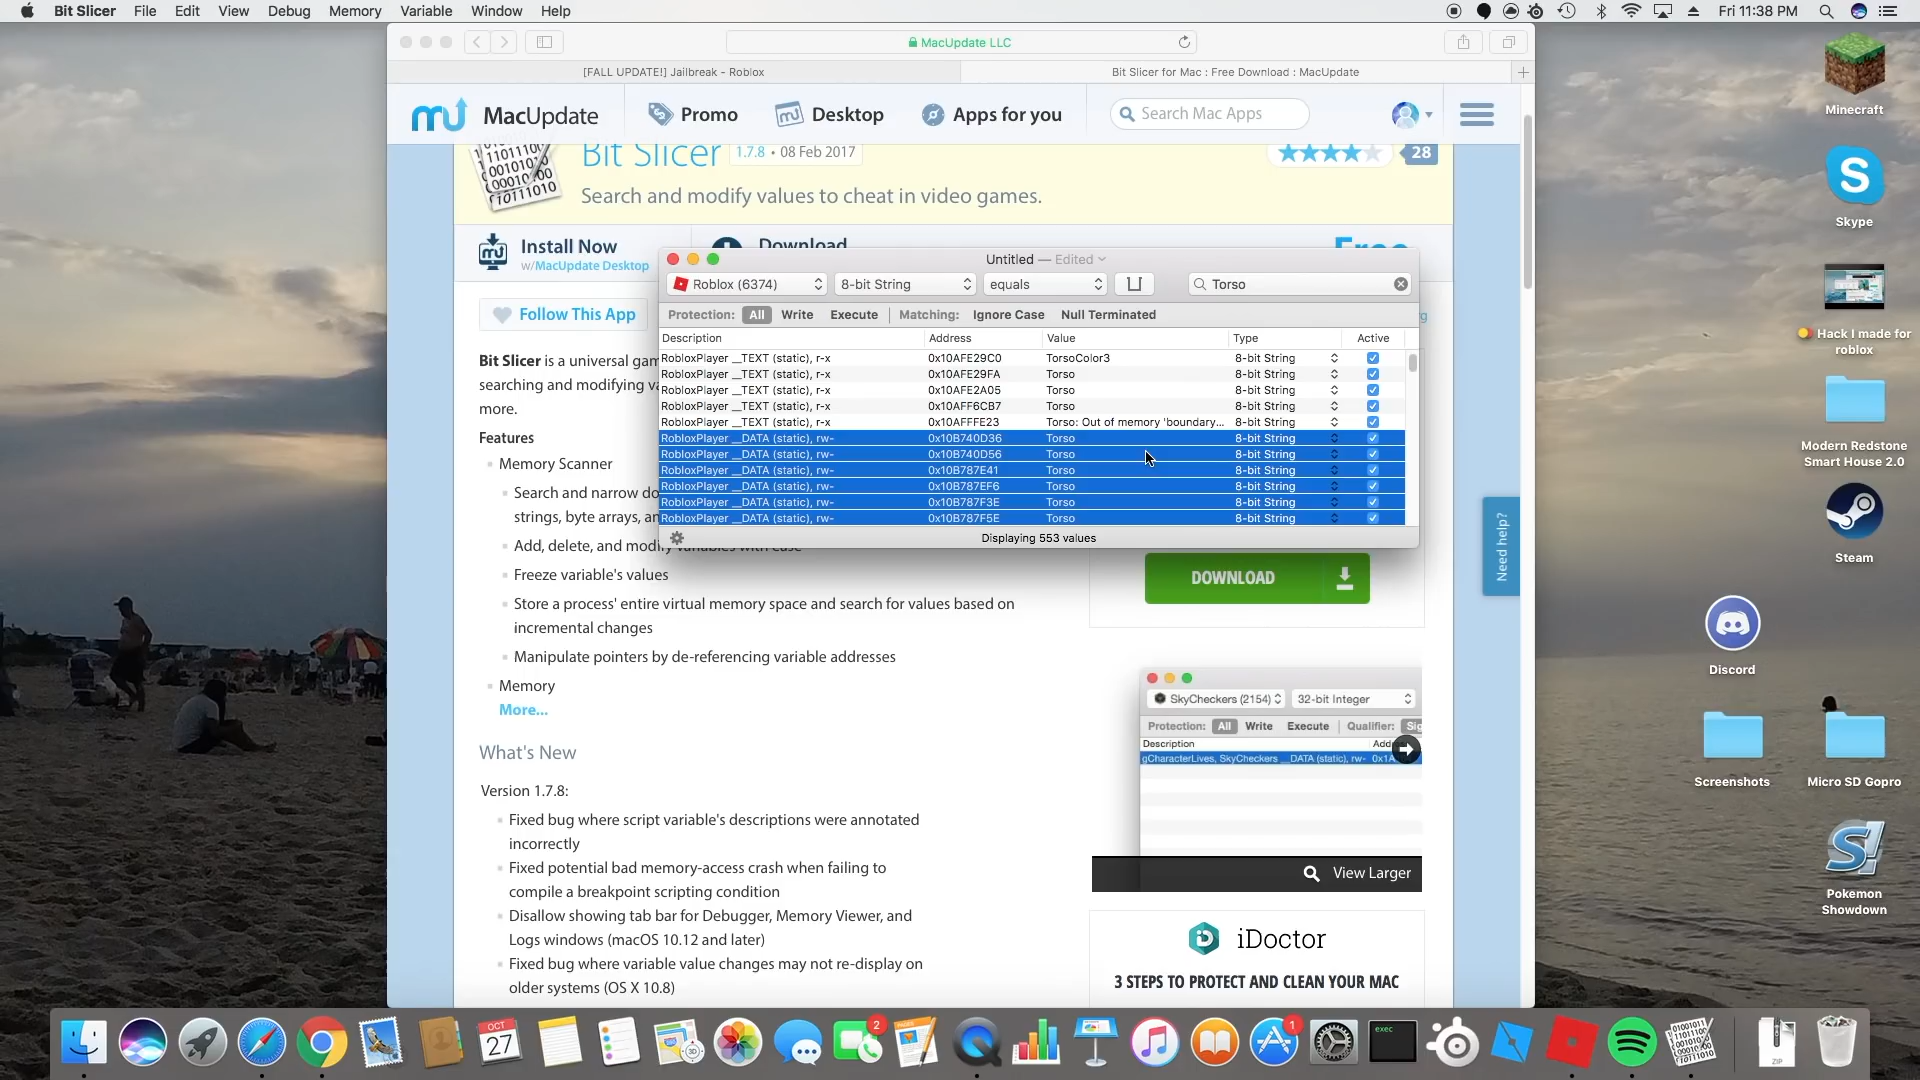 Bit Slicer File Edit View Debug Memory Variable Window Help
Fri 11:38 PM
MacUpdate LLC
[FALL UPDATE!] Jailbreak - Roblox
Bit Slicer for Mac : Free Download : MacUpdate
MacUpdate
Promo
Desktop
Apps for you
Search Mac Apps
Bit Slicer
1.7.8 • 08 Feb 2017
28
Search and modify values to cheat in video games.
Install Now
w/MacUpdate Desktop
Download
Free
Follow This App
Bit Slicer is a universal gam
searching and modifying va
more.
Features
Memory Scanner
Search and narrow do
strings, byte arrays, an
Add, delete, and modify variables with ease
Freeze variable's values
Store a process' entire virtual memory space and search for values based on
incremental changes
Manipulate pointers by de-referencing variable addresses
Memory
More...
What's New
Version 1.7.8:
Fixed bug where script variable's descriptions were annotated
incorrectly
Fixed potential bad memory-access crash when failing to
compile a breakpoint scripting condition
Disallow showing tab bar for Debugger, Memory Viewer, and
Logs windows (macOS 10.12 and later)
Fixed bug where variable value changes may not re-display on
older systems (OS X 10.8)
Untitled — Edited
Roblox (6374)
8-bit String
equals
Torso
Protection: All Write Execute Matching: Ignore Case Null Terminated
Description Address Value Type Active
RobloxPlayer __TEXT (static), r-x 0x10AFE29C0 TorsoColor3 8-bit String
RobloxPlayer __TEXT (static), r-x 0x10AFE29FA Torso 8-bit String
RobloxPlayer __TEXT (static), r-x 0x10AFE2A05 Torso 8-bit String
RobloxPlayer __TEXT (static), r-x 0x10AFF6CB7 Torso 8-bit String
RobloxPlayer __TEXT (static), r-x 0x10AFFFE23 Torso: Out of memory 'boundary... 8-bit String
RobloxPlayer __DATA (static), rw- 0x10B740D36 Torso 8-bit String
RobloxPlayer __DATA (static), rw- 0x10B740D56 Torso 8-bit String
RobloxPlayer __DATA (static), rw- 0x10B787E41 Torso 8-bit String
RobloxPlayer __DATA (static), rw- 0x10B787EF6 Torso 8-bit String
RobloxPlayer __DATA (static), rw- 0x10B787F3E Torso 8-bit String
RobloxPlayer __DATA (static), rw- 0x10B787F5E Torso 8-bit String
Displaying 553 values
DOWNLOAD
Need help?
SkyCheckers (2154)
32-bit Integer
Protection: All Write Execute Qualifier: Sig
Description Add
gCharacterLives, SkyCheckers __DATA (static), rw- 0x1A
View Larger
iDoctor
3 STEPS TO PROTECT AND CLEAN YOUR MAC
Minecraft
Skype
Hack I made for
roblox
Modern Redstone
Smart House 2.0
Steam
Discord
Screenshots
Micro SD Gopro
Pokemon
Showdown
OCT
27
2
1
exec
ZIP